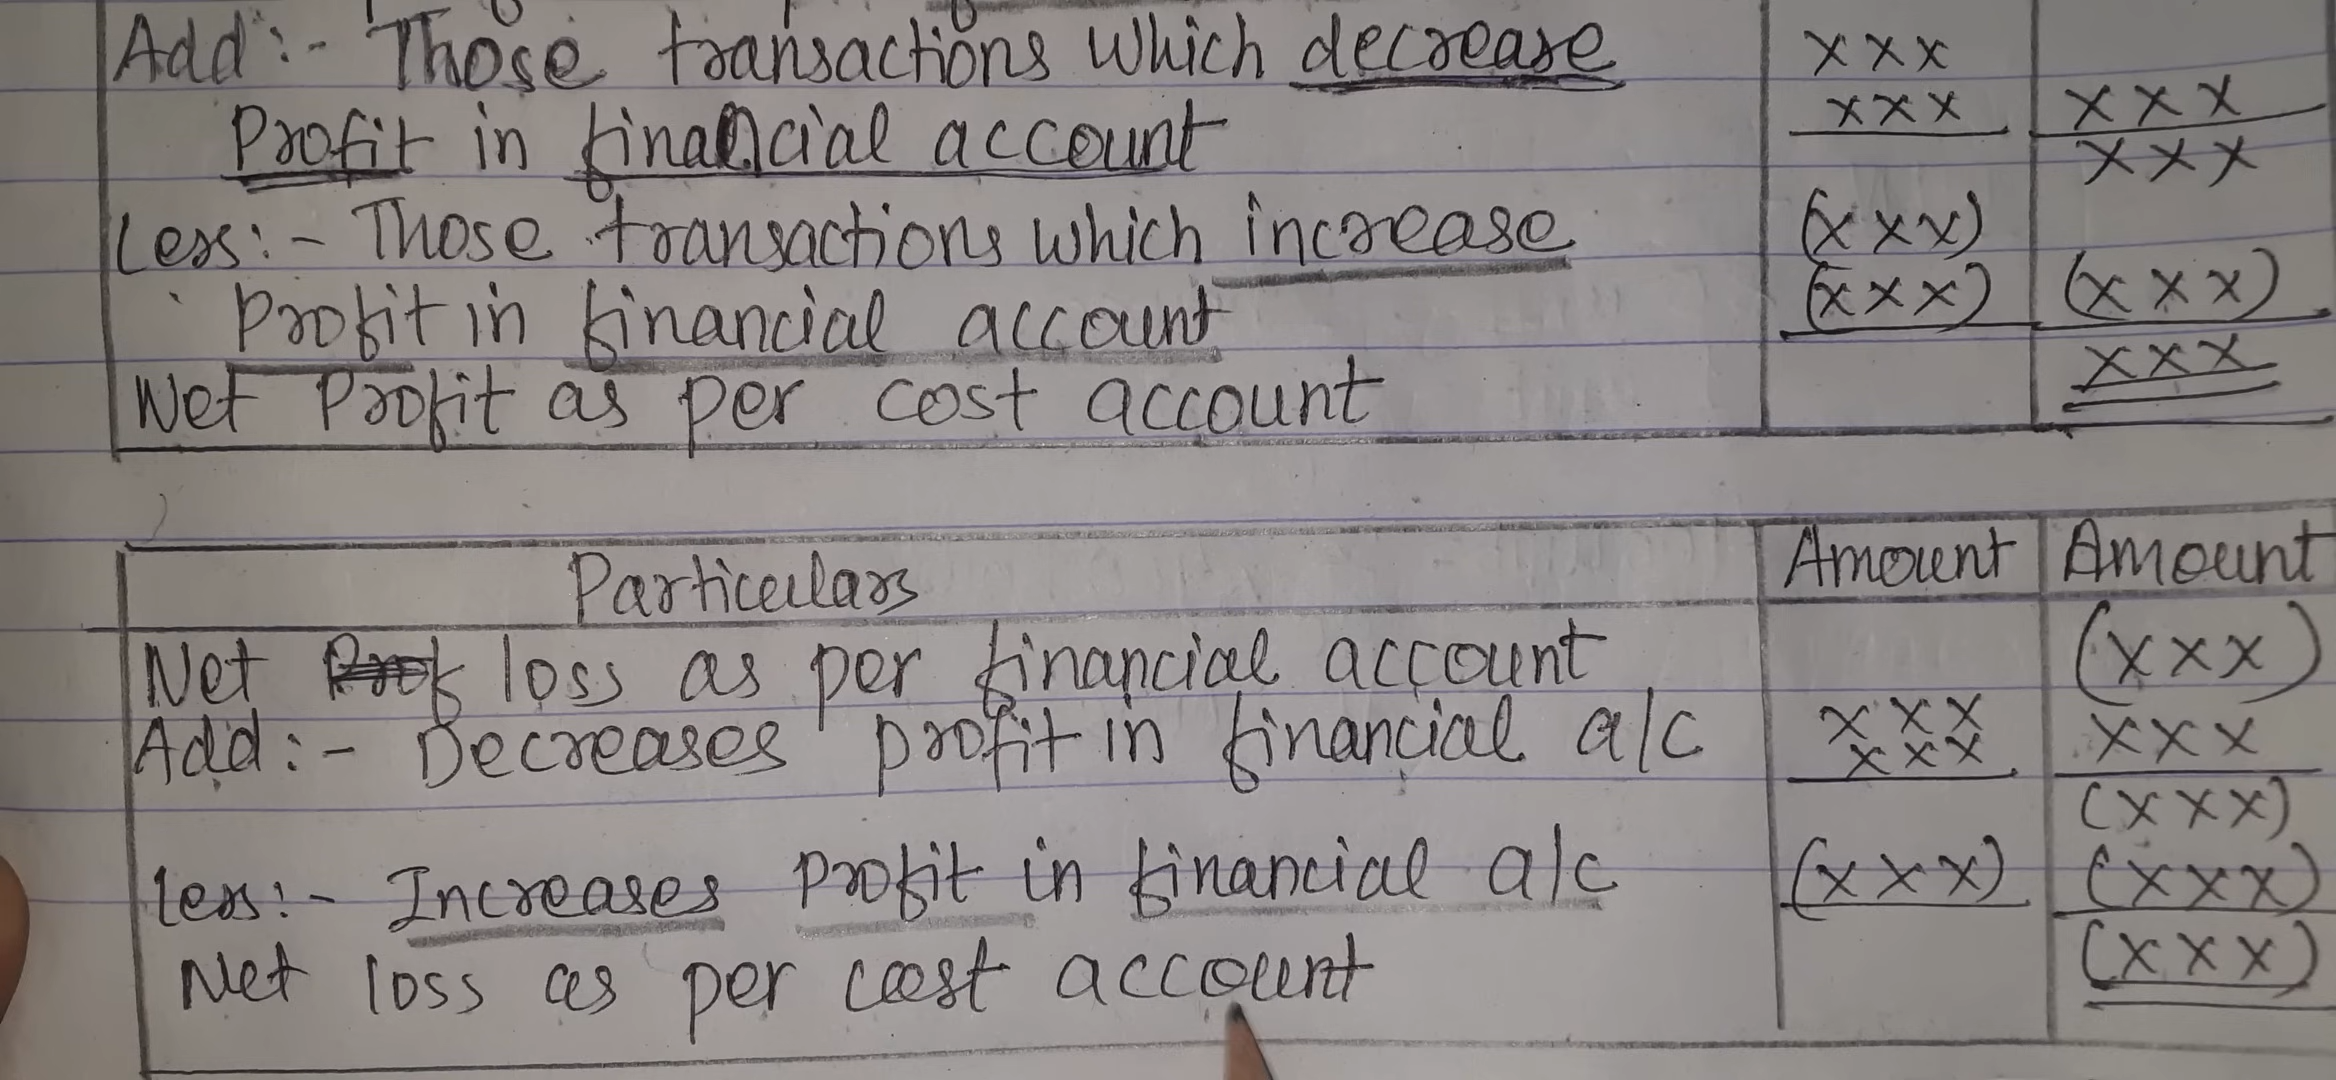 Add :- Those transactions which decrease xxx
Profit in financial account xxx xxx
xxx
Less :- Those transactions which increase (xxx)
Profit in financial account (xxx) (xxx)
Net Profit as per cost account xxx
Particulars Amount Amount
Net loss as per financial account (xxx)
Add :- Decreases profit in financial a/c xxx xxx
xxx
(xxx)
Less :- Increases Profit in financial a/c (xxx) (xxx)
Net loss as per cost account (xxx)